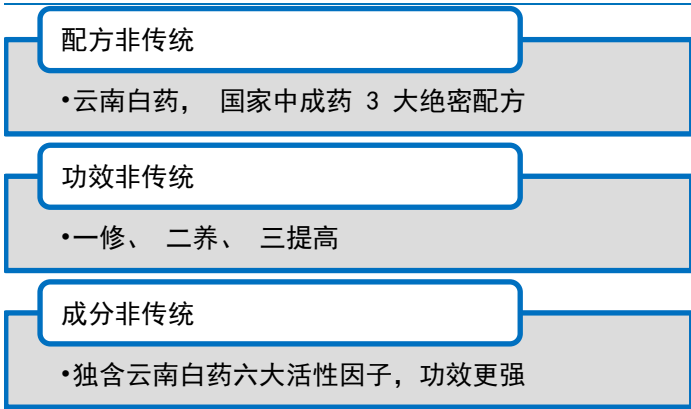 配方非传统
•云南白药， 国家中成药 3 大绝密配方
功效非传统
•一修、 二养、 三提高
成分非传统
•独含云南白药六大活性因子，功效更强